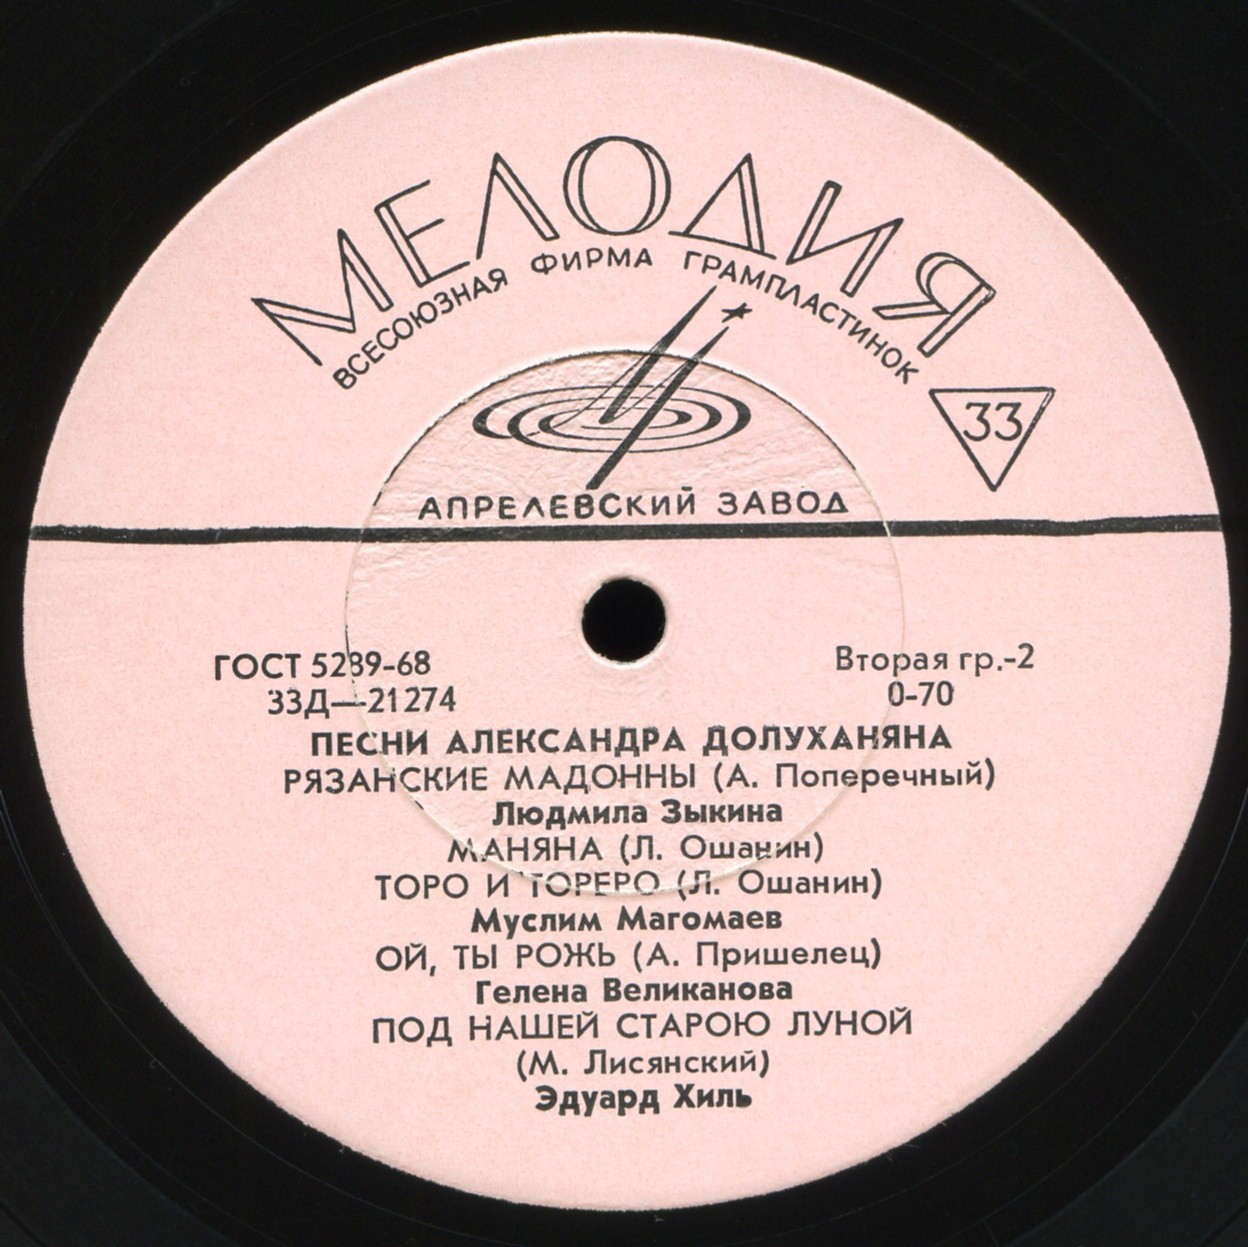 МЕЛОДИЯ
ВСЕСОЮЗНАЯ ФИРМА ГРАМПЛАСТИНОК
33
АПРЕЛЕВСКИЙ ЗАВОД
ГОСТ 5289-68
Вторая гр.-2
33Д—21274
0-70
ПЕСНИ АЛЕКСАНДРА ДОЛУХАНЯНА
РЯЗАНСКИЕ МАДОННЫ (А. Поперечный)
Людмила Зыкина
МАНЯНА (Л. Ошанин)
ТОРО И ТОРЕРО (Л. Ошанин)
Муслим Магомаев
ОЙ, ТЫ РОЖЬ (А. Пришелец)
Гелена Великанова
ПОД НАШЕЙ СТАРОЮ ЛУНОЙ
(М. Лисянский)
Эдуард Хиль